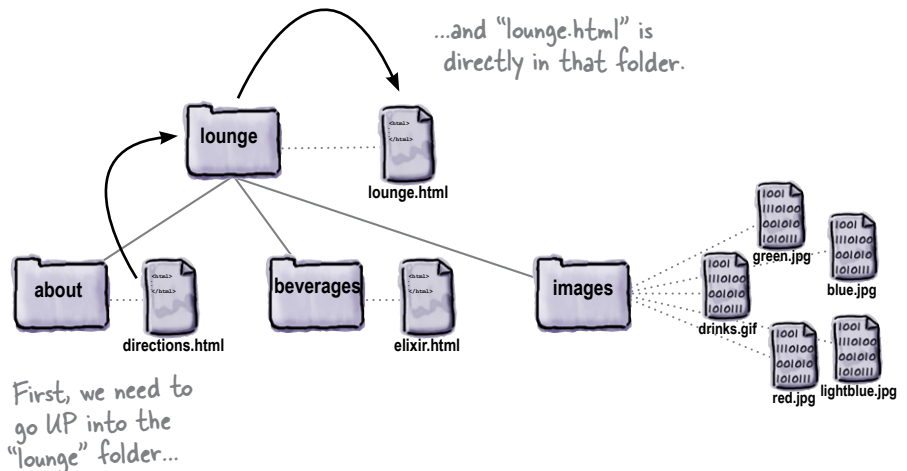 ...and “lounge.html” is
directly in that folder.
lounge
<html>
</html>
lounge.html
about
<html>
</html>
directions.html
beverages
<html>
</html>
elixir.html
images
1001
1110100
001010
1010111
green.jpg
1001
1110100
001010
1010111
blue.jpg
1001
1110100
001010
1010111
drinks.gif
1001
1110100
001010
1010111
red.jpg
1001
1110100
001010
1010111
lightblue.jpg
First, we need to
go UP into the
“lounge” folder...